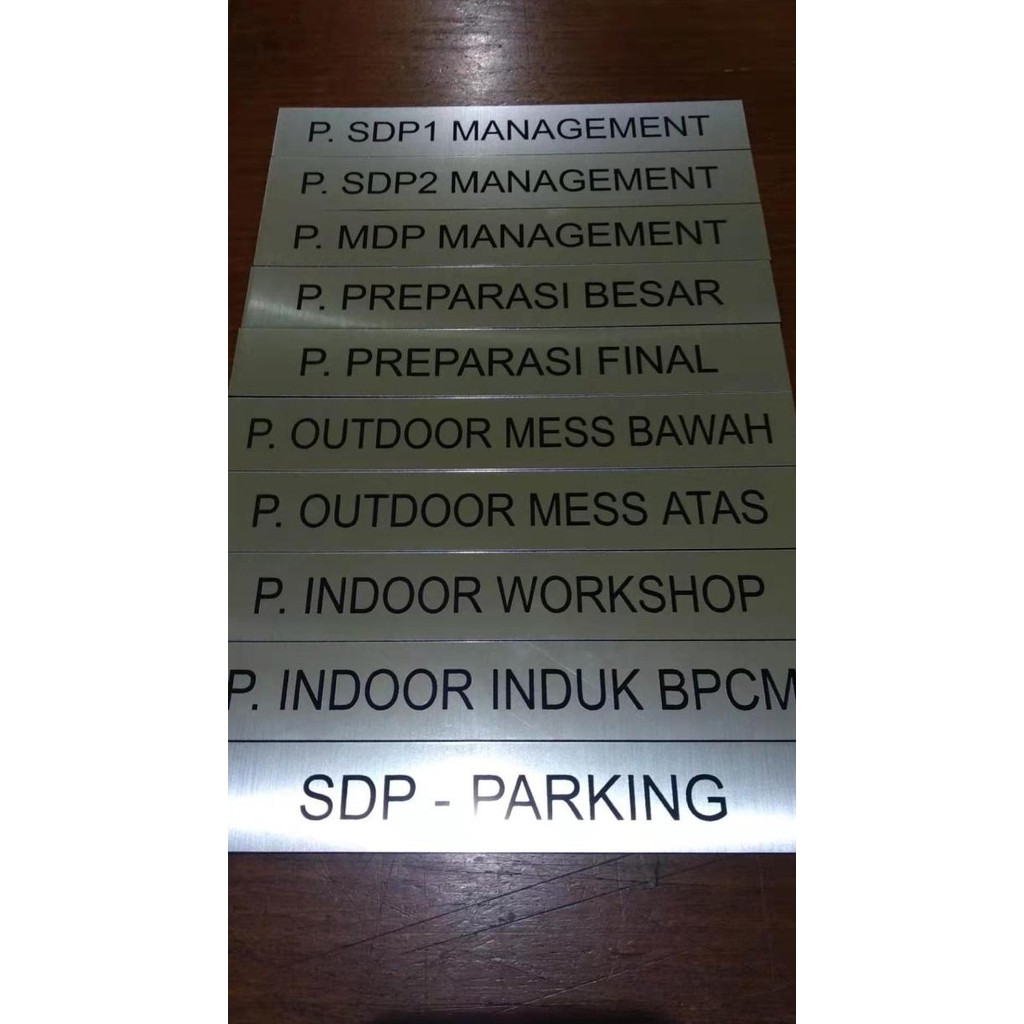 P. SDP1 MANAGEMENT
P. SDP2 MANAGEMENT
P. MDP MANAGEMENT
P. PREPARASI BESAR
P. PREPARASI FINAL
P. OUTDOOR MESS BAWAH
P. OUTDOOR MESS ATAS
P. INDOOR WORKSHOP
P. INDOOR INDUK BPCM
SDP - PARKING